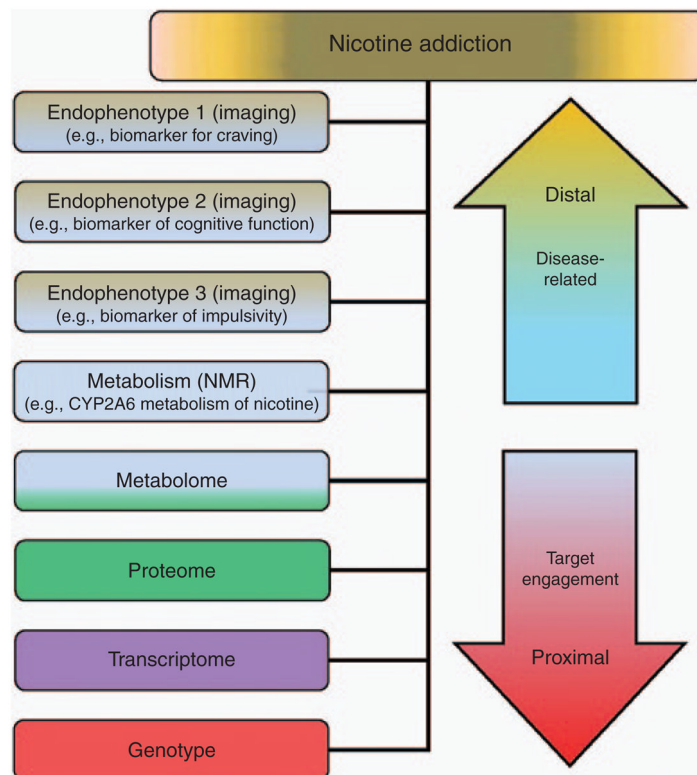 Nicotine addiction
Endophenotype 1 (imaging)
(e.g., biomarker for craving)
Endophenotype 2 (imaging)
(e.g., biomarker of cognitive function)
Endophenotype 3 (imaging)
(e.g., biomarker of impulsivity)
Metabolism (NMR)
(e.g., CYP2A6 metabolism of nicotine)
Metabolome
Proteome
Transcriptome
Genotype
Distal
Disease-
related
Target
engagement
Proximal